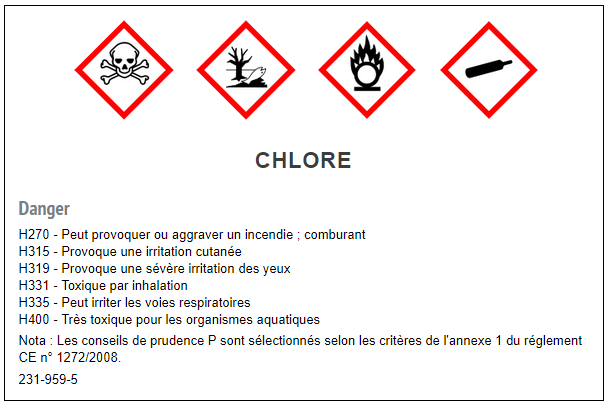 CHLORE
Danger
H270 - Peut provoquer ou aggraver un incendie ; comburant
H315 - Provoque une irritation cutanée
H319 - Provoque une sévère irritation des yeux
H331 - Toxique par inhalation
H335 - Peut irriter les voies respiratoires
H400 - Très toxique pour les organismes aquatiques
Nota : Les conseils de prudence P sont sélectionnés selon les critères de l'annexe 1 du réglement
CE n° 1272/2008.
231-959-5